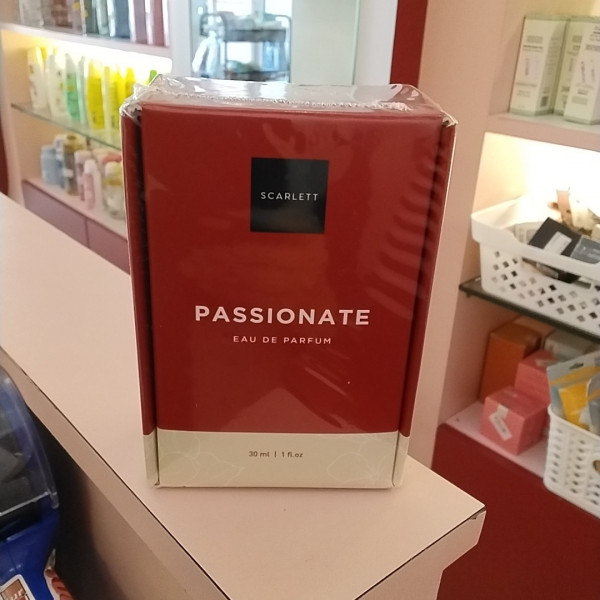 SCARLETT
PASSIONATE
EAU DE PARFUM
30 ml | 1 fl.oz